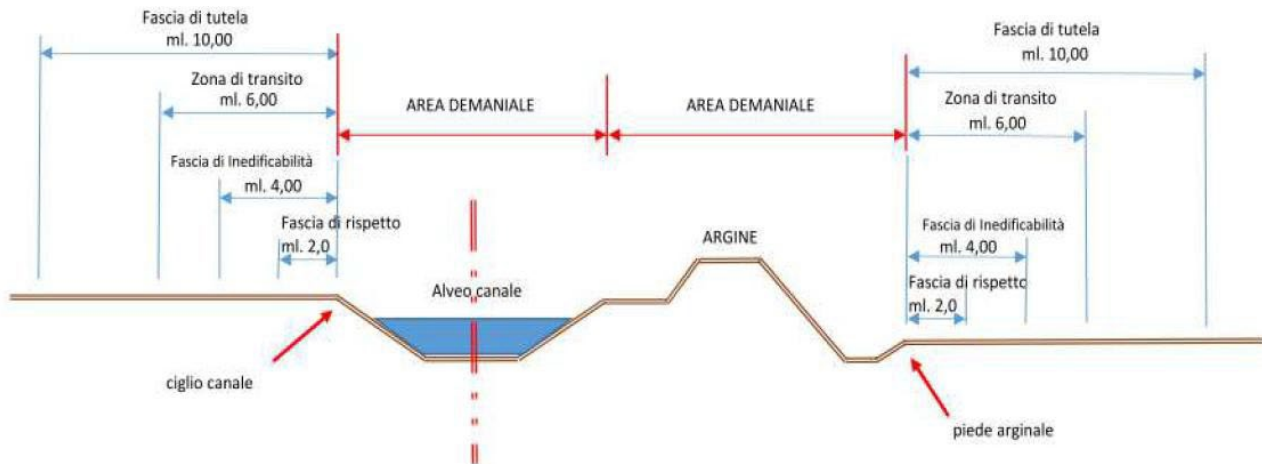 Fascia di tutela
ml. 10,00
Zona di transito
ml. 6,00
Fascia di Inedificabilità
ml. 4,00
Fascia di rispetto
ml. 2,0
AREA DEMANIALE
AREA DEMANIALE
Fascia di tutela
ml. 10,00
Zona di transito
ml. 6,00
Fascia di Inedificabilità
ml. 4,00
Fascia di rispetto
ml. 2,0
ARGINE
Alveo canale
ciglio canale
piede arginale